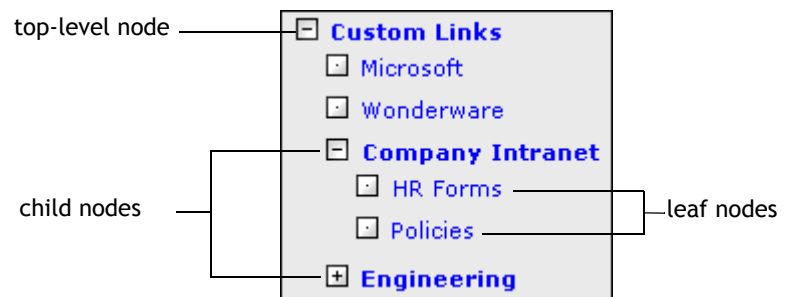 top-level node
Custom Links
Microsoft
Wonderware
Company Intranet
HR Forms
child nodes
leaf nodes
Policies
Engineering